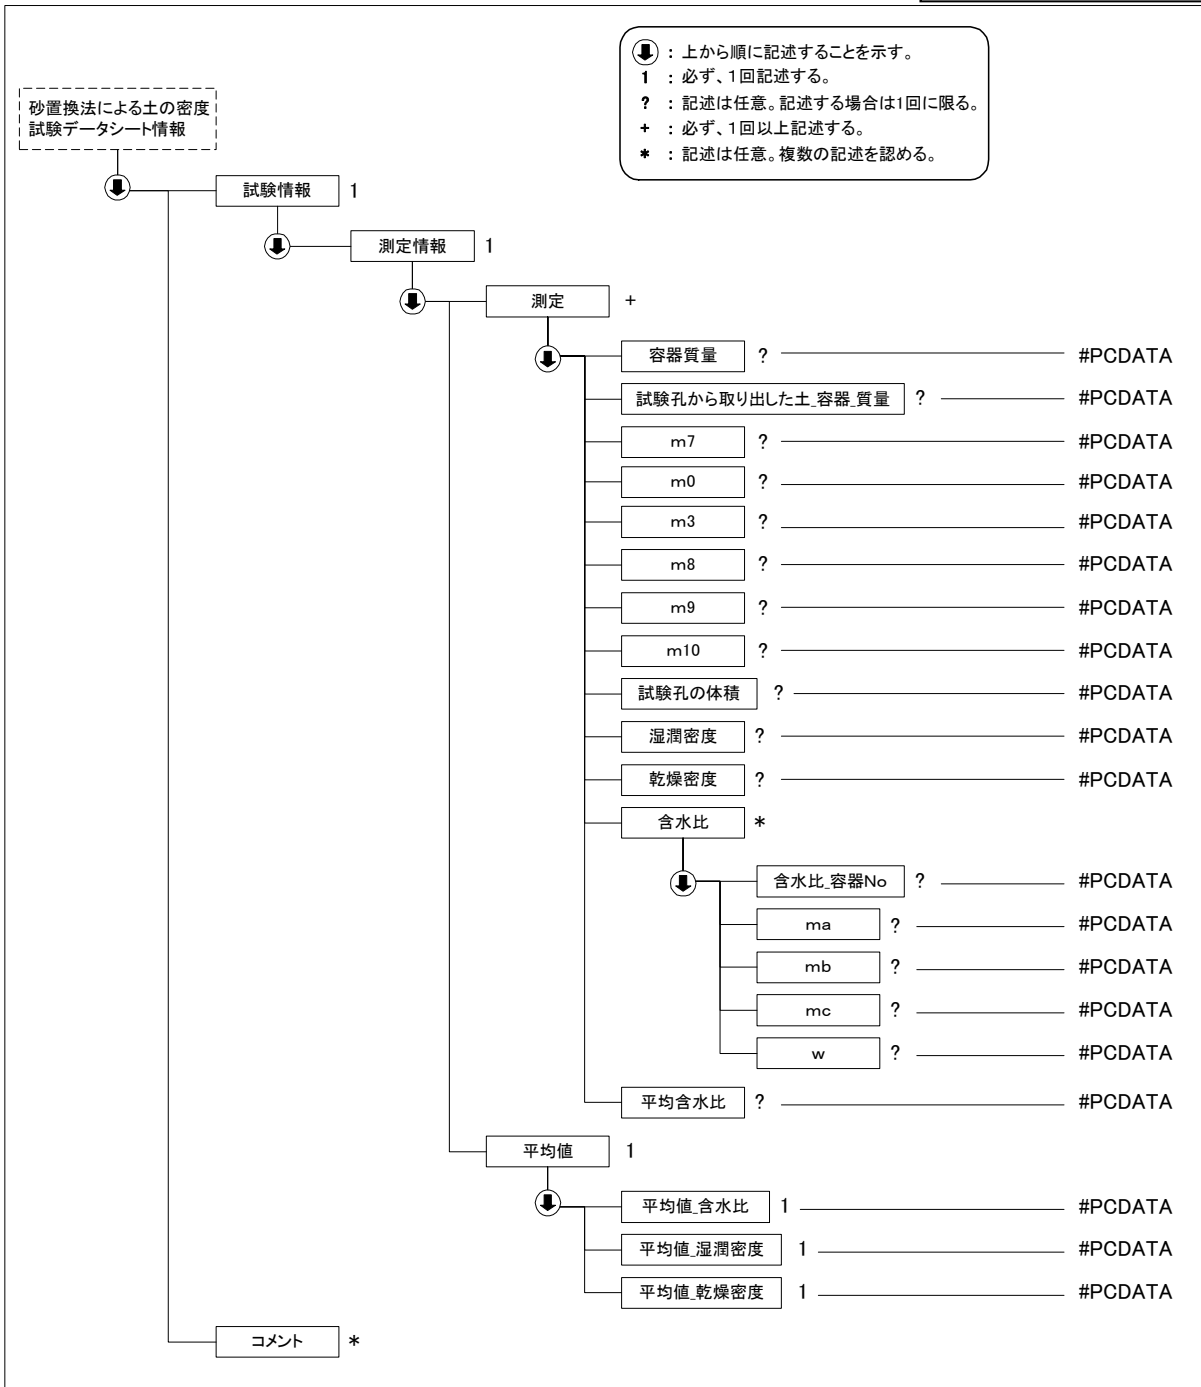 ：上から順に記述することを示す。
1 ：必ず、1回記述する。
? ：記述は任意。記述する場合は1回に限る。
+ ：必ず、1回以上記述する。
* ：記述は任意。複数の記述を認める。
砂置換法による土の密度
試験データシート情報
試験情報 1
測定情報 1
測定 +
容器質量 ? #PCDATA
試験孔から取り出した土_容器_質量 ? #PCDATA
m7 ? #PCDATA
m0 ? #PCDATA
m3 ? #PCDATA
m8 ? #PCDATA
m9 ? #PCDATA
m10 ? #PCDATA
試験孔の体積 ? #PCDATA
湿潤密度 ? #PCDATA
乾燥密度 ? #PCDATA
含水比 *
含水比_容器No ? #PCDATA
ma ? #PCDATA
mb ? #PCDATA
mc ? #PCDATA
w ? #PCDATA
平均含水比 ? #PCDATA
平均値 1
平均値_含水比 1 #PCDATA
平均値_湿潤密度 1 #PCDATA
平均値_乾燥密度 1 #PCDATA
コメント *